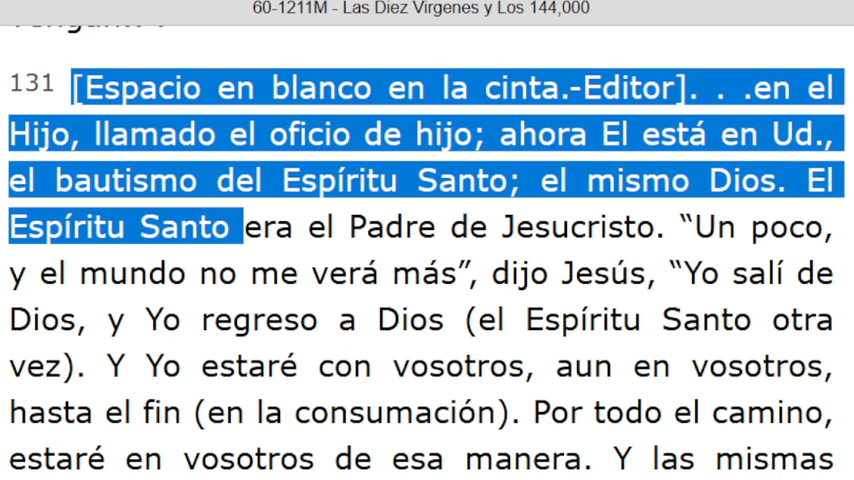 60-1211M - Las Diez Virgenes y Los 144,000
131 [Espacio en blanco en la cinta.-Editor]. . .en el
Hijo, llamado el oficio de hijo; ahora El está en Ud.,
el bautismo del Espíritu Santo; el mismo Dios. El
Espíritu Santo era el Padre de Jesucristo. “Un poco,
y el mundo no me verá más”, dijo Jesús, “Yo salí de
Dios, y Yo regreso a Dios (el Espíritu Santo otra
vez). Y Yo estaré con vosotros, aun en vosotros,
hasta el fin (en la consumación). Por todo el camino,
estaré en vosotros de esa manera. Y las mismas